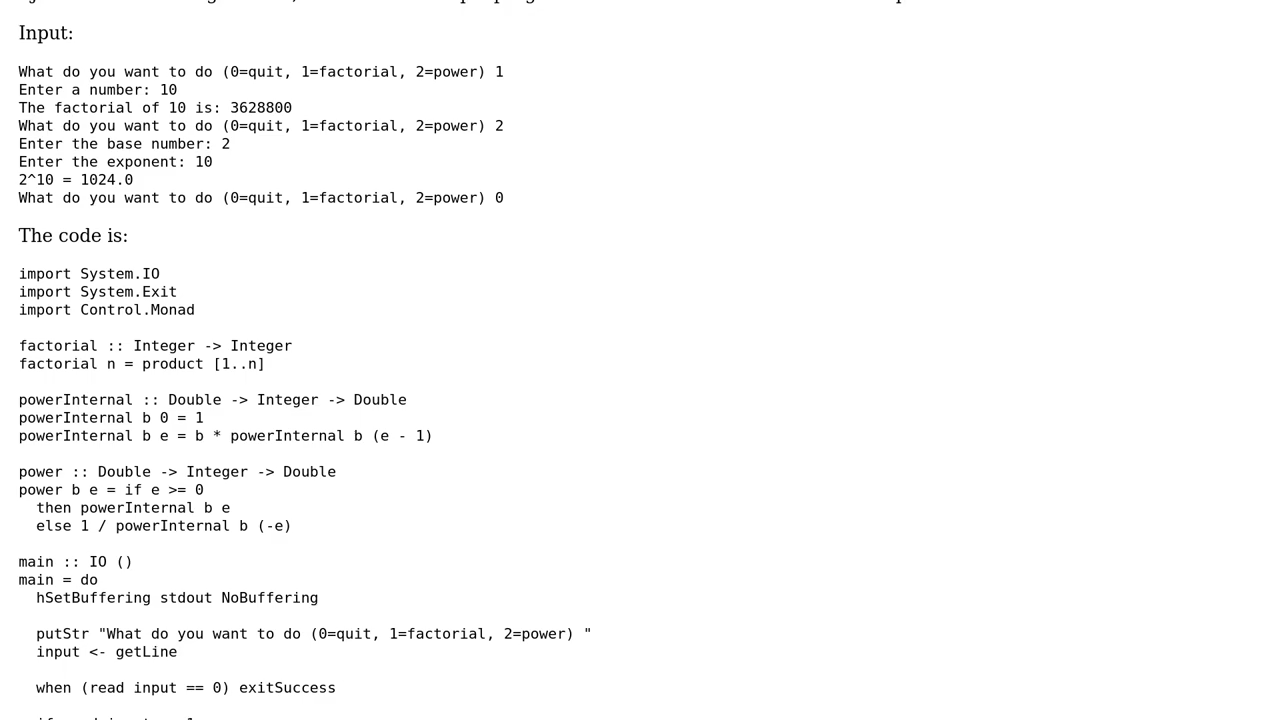 Input:
What do you want to do (0=quit, 1=factorial, 2=power) 1
Enter a number: 10
The factorial of 10 is: 3628800
What do you want to do (0=quit, 1=factorial, 2=power) 2
Enter the base number: 2
Enter the exponent: 10
2^10 = 1024.0
What do you want to do (0=quit, 1=factorial, 2=power) 0
The code is:
import System.IO
import System.Exit
import Control.Monad
factorial :: Integer -> Integer
factorial n = product [1..n]
powerInternal :: Double -> Integer -> Double
powerInternal b 0 = 1
powerInternal b e = b * powerInternal b (e - 1)
power :: Double -> Integer -> Double
power b e = if e >= 0
  then powerInternal b e
  else 1 / powerInternal b (-e)
main :: IO ()
main = do
  hSetBuffering stdout NoBuffering
  putStr "What do you want to do (0=quit, 1=factorial, 2=power) "
  input <- getLine
  when (read input == 0) exitSuccess